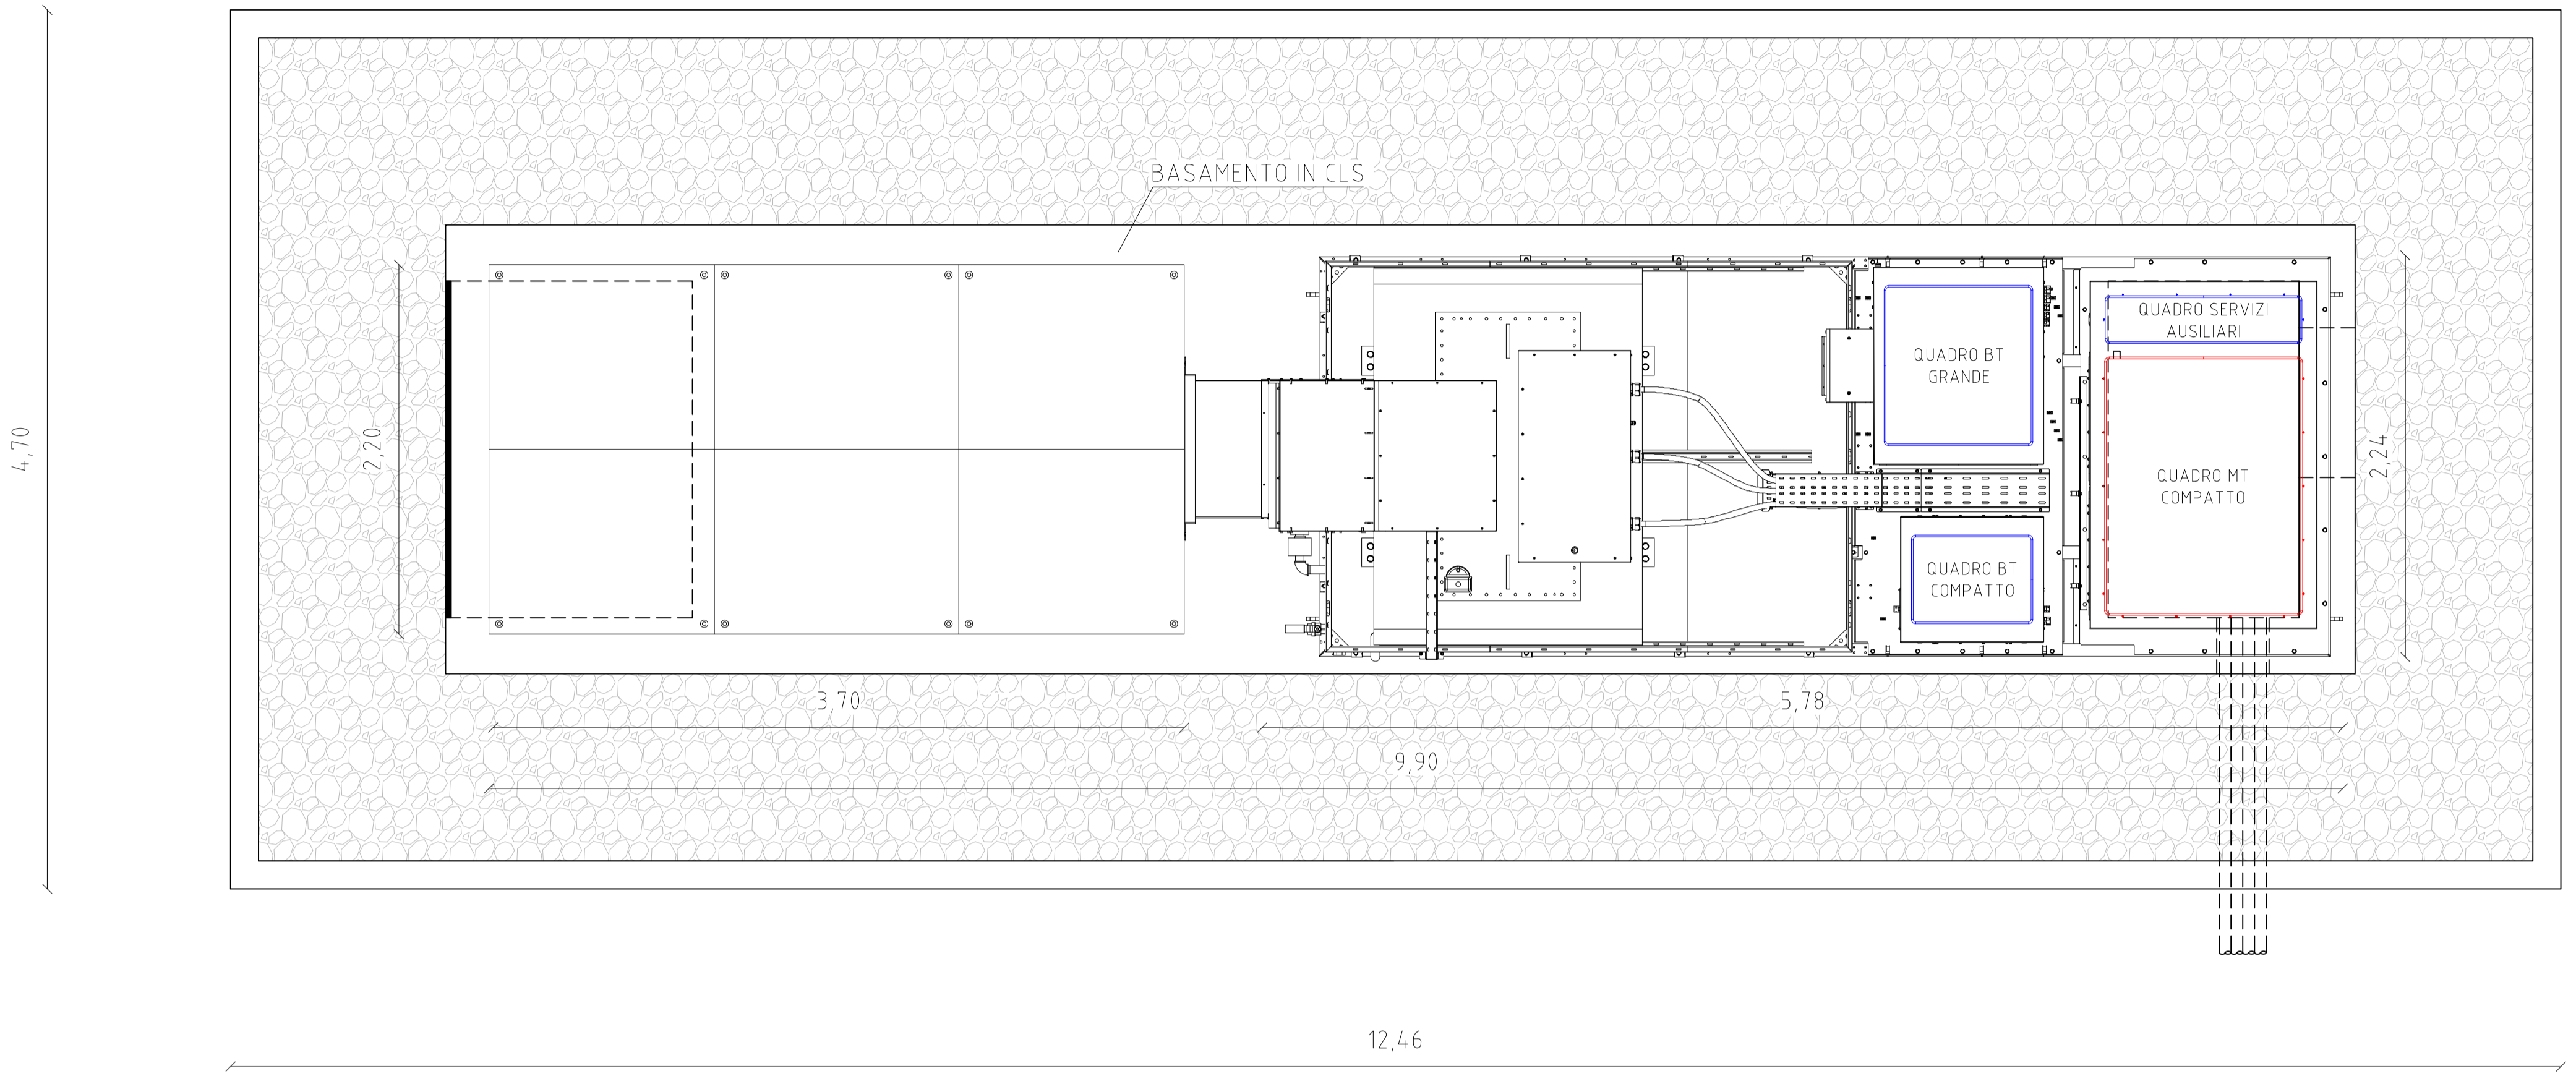 BASAMENTO IN CLS
QUADRO SERVIZI
AUSILIARI
QUADRO BT
GRANDE
4,70
2,20
2,24
QUADRO MT
COMPATTO
QUADRO BT
COMPATTO
3,70
5,78
9,90
12,46